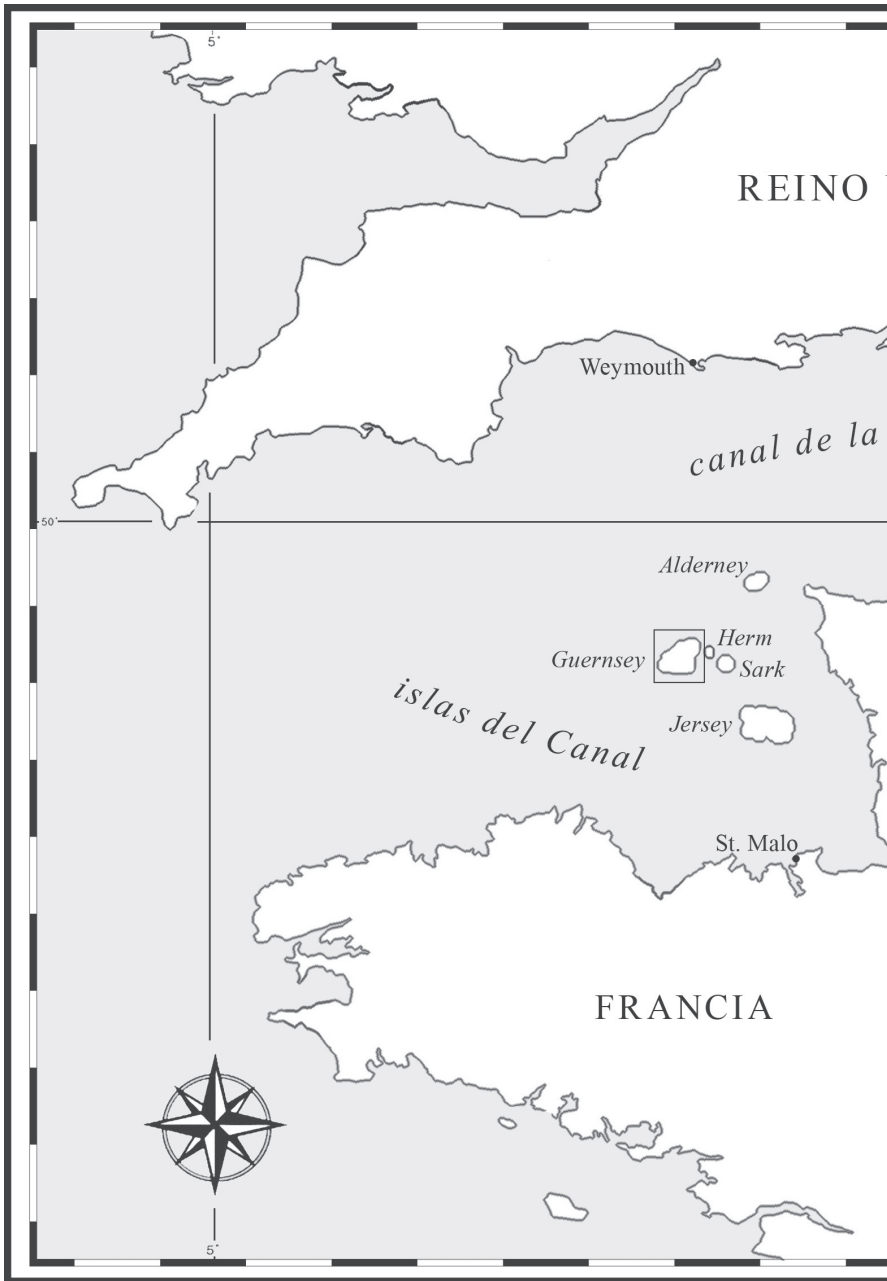 5°
REINO
Weymouth
canal de la
50°
Alderney
Herm
Guernsey
Sark
islas del Canal
Jersey
St. Malo
FRANCIA
5°